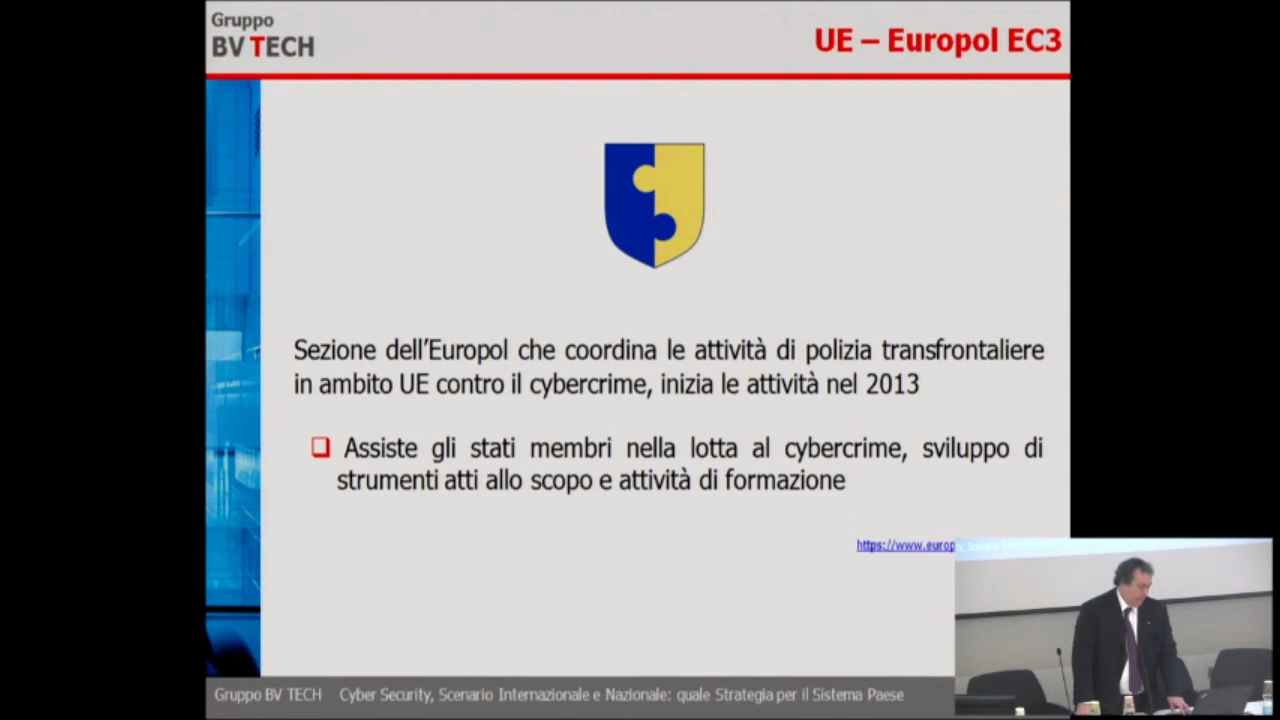 Gruppo
BV TECH
UE – Europol EC3
Sezione dell'Europol che coordina le attività di polizia transfrontaliere
in ambito UE contro il cybercrime, inizia le attività nel 2013
❑ Assiste gli stati membri nella lotta al cybercrime, sviluppo di
strumenti atti allo scopo e attività di formazione
https://www.europ
Gruppo BV TECH Cyber Security, Scenario Internazionale e Nazionale: quale Strategia per il Sistema Paese